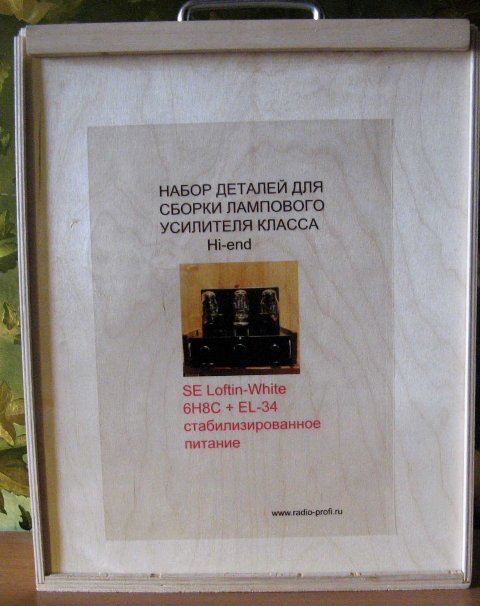 НАБОР ДЕТАЛЕЙ ДЛЯ
СБОРКИ ЛАМПОВОГО
УСИЛИТЕЛЯ КЛАССА
Hi-end
SE Loftin-White
6Н8С + EL-34
стабилизированное
питание
www.radio-profi.ru